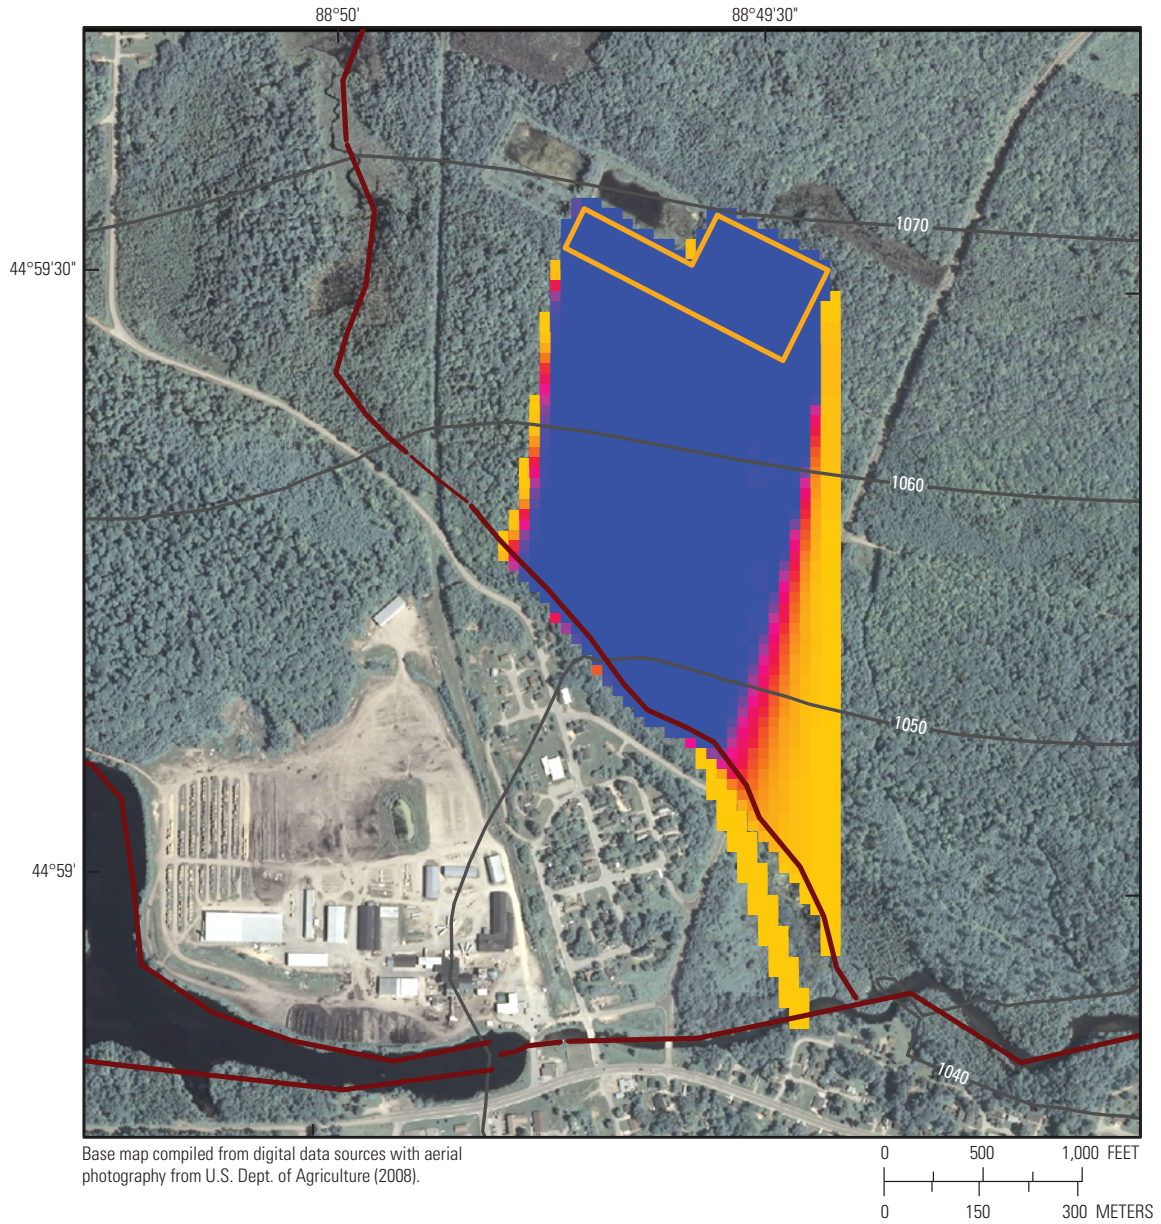 88°50'
88°49'30"
1070
44°59'30"
1060
1050
44°59'
1040
Base map compiled from digital data sources with aerial
photography from U.S. Dept. of Agriculture (2008).
0 500 1,000 FEET
0 150 300 METERS